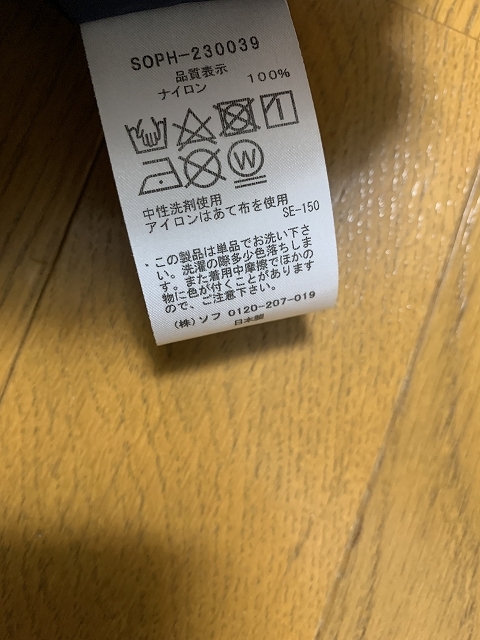 SOPH-230039
品質表示
ナイロン 100%
W
中性洗剤使用
アイロンはあて布を使用
SE-150
・この製品は単品でお洗い下さ
い。洗濯の際多少色落ちしま
す。また着用中摩擦でほかの
物に色が付くことがあります
ので、ご注意下さい。
(株)ソフ 0120-207-019
日本製